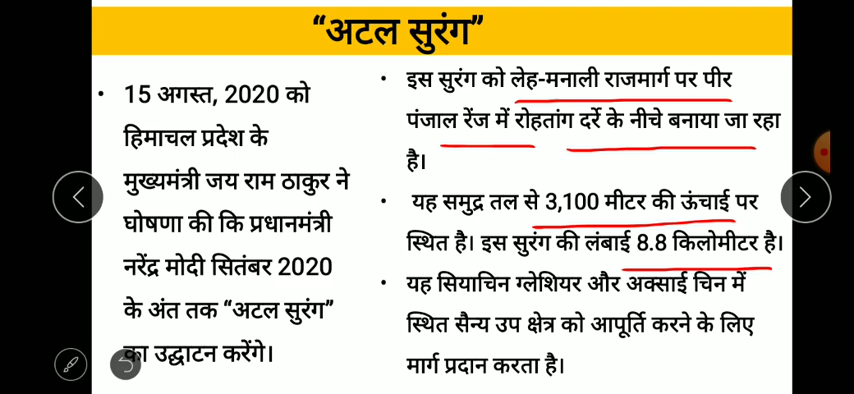 “अटल सुरंग”
• 15 अगस्त, 2020 को
हिमाचल प्रदेश के
मुख्यमंत्री जय राम ठाकुर ने
घोषणा की कि प्रधानमंत्री
नरेंद्र मोदी सितंबर 2020
के अंत तक “अटल सुरंग”
का उद्घाटन करेंगे।
• इस सुरंग को लेह-मनाली राजमार्ग पर पीर
पंजाल रेंज में रोहतांग दर्रे के नीचे बनाया जा रहा
है।
• यह समुद्र तल से 3,100 मीटर की ऊंचाई पर
स्थित है। इस सुरंग की लंबाई 8.8 किलोमीटर है।
• यह सियाचिन ग्लेशियर और अक्साई चिन में
स्थित सैन्य उप क्षेत्र को आपूर्ति करने के लिए
मार्ग प्रदान करता है।